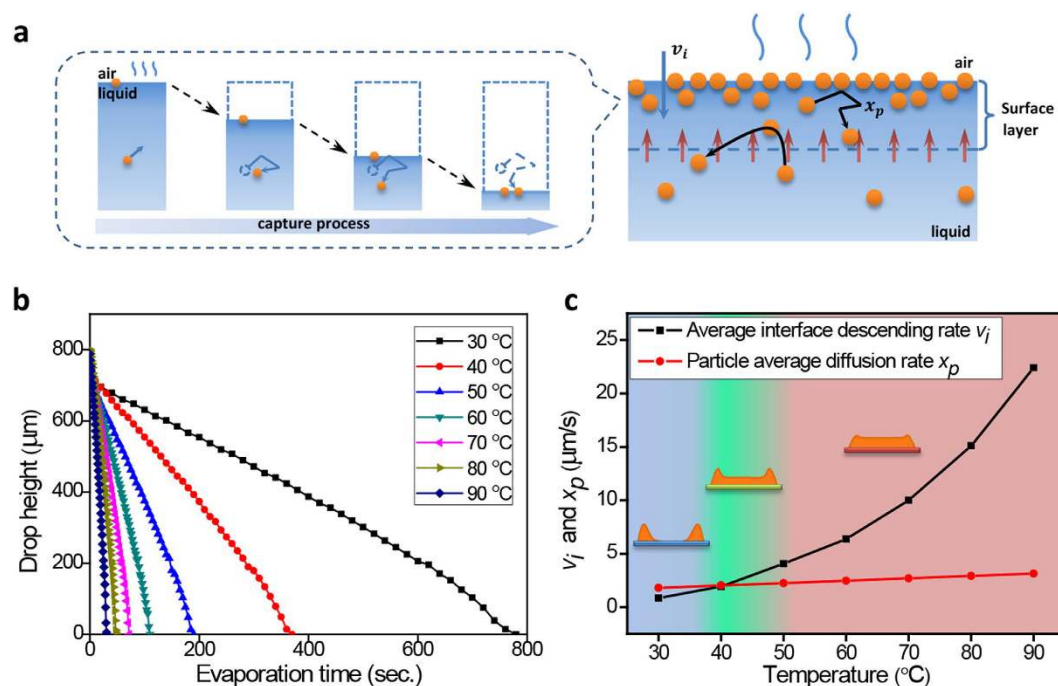 a
air
liquid
capture process
v_i
x_p
Surface
layer
liquid
b
Drop height (μm)
800
600
400
200
0
0 200 400 600 800
Evaporation time (sec.)
30 °C
40 °C
50 °C
60 °C
70 °C
80 °C
90 °C
c
Average interface descending rate v_i
Particle average diffusion rate x_p
v_i and x_p (μm/s)
25
20
15
10
5
0
30 40 50 60 70 80 90
Temperature (°C)